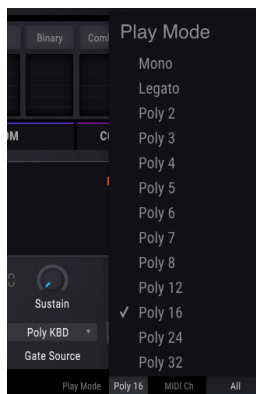 Play Mode
Binary
Mono
Legato
Poly 2
Poly 3
Poly 4
Poly 5
Poly 6
Poly 7
Poly 8
Poly 12
✓ Poly 16
Poly 24
Poly 32
Sustain
Poly KBD
Gate Source
Play Mode Poly 16 MIDI Ch All